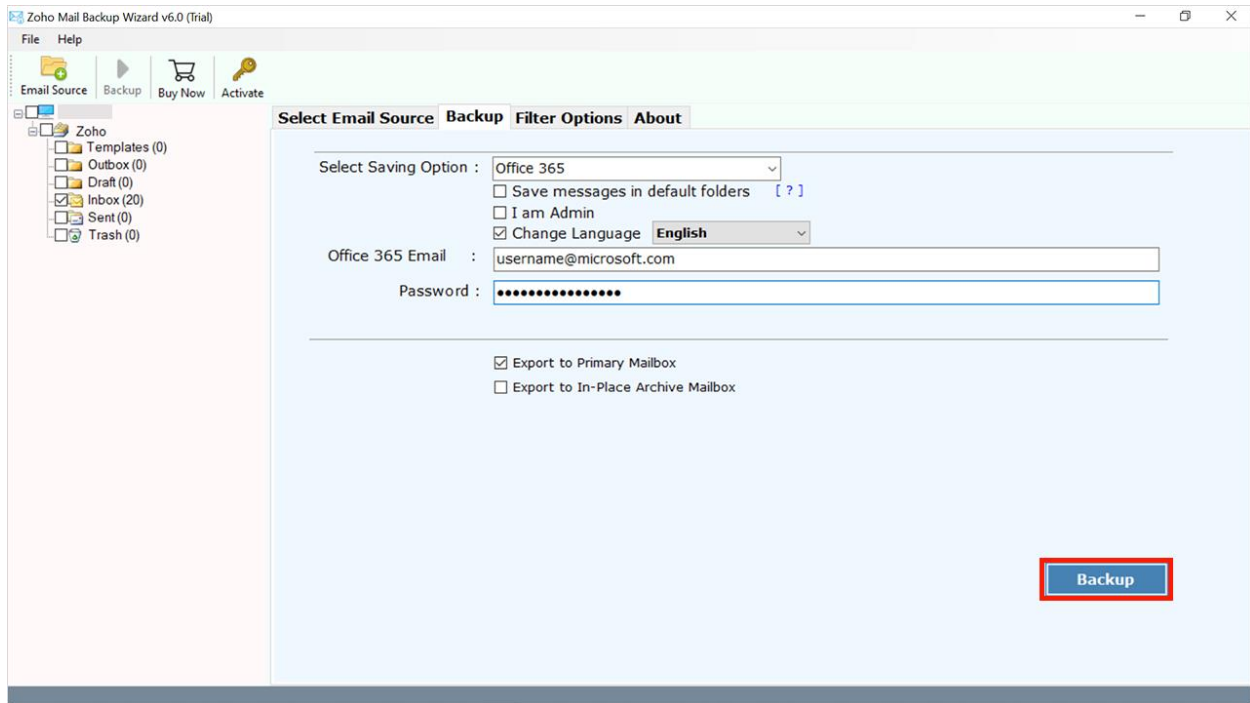 Zoho Mail Backup Wizard v6.0 (Trial)
File Help
Email Source Backup Buy Now Activate
Zoho
Templates (0)
Outbox (0)
Draft (0)
Inbox (20)
Sent (0)
Trash (0)
Select Email Source Backup Filter Options About
Select Saving Option : Office 365
Save messages in default folders [ ? ]
I am Admin
Change Language English
Office 365 Email : username@microsoft.com
Password : ●●●●●●●●●●●●●●●●
Export to Primary Mailbox
Export to In-Place Archive Mailbox
Backup